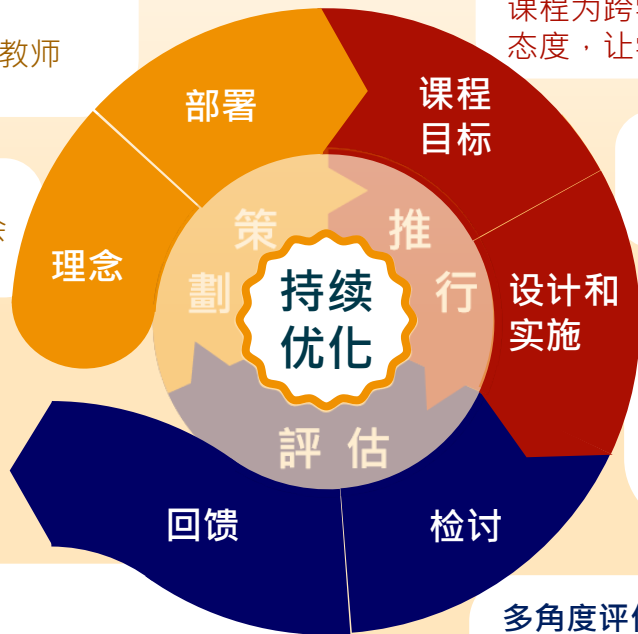 教师
课程为跨
态度，让
部署
课程
目标
理念
策
劃
推
行
持续
优化
设计和
实施
評估
回馈
检讨
多角度评